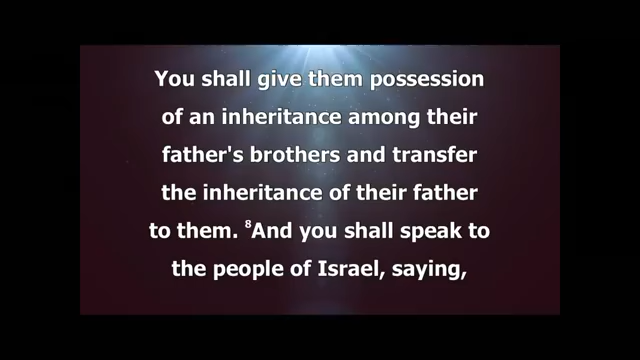 You shall give them possession
of an inheritance among their
father's brothers and transfer
the inheritance of their father
to them. ⁸And you shall speak to
the people of Israel, saying,